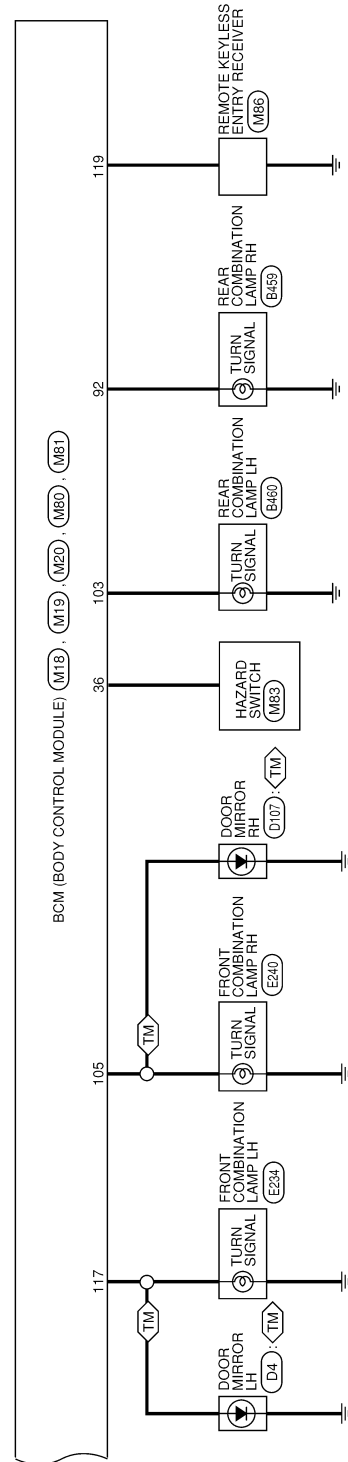 BCM (BODY CONTROL MODULE) M18 , M19 , M20 , M80 , M81
117
105
36
103
92
119
TM
TM
DOOR
MIRROR
LH
D4 : TM
FRONT
COMBINATION
LAMP LH
E234
TURN
SIGNAL
FRONT
COMBINATION
LAMP RH
E240
TURN
SIGNAL
DOOR
MIRROR
RH
D107 : TM
HAZARD
SWITCH
M83
REAR
COMBINATION
LAMP LH
B460
TURN
SIGNAL
REAR
COMBINATION
LAMP RH
B459
TURN
SIGNAL
REMOTE KEYLESS
ENTRY RECEIVER
M86